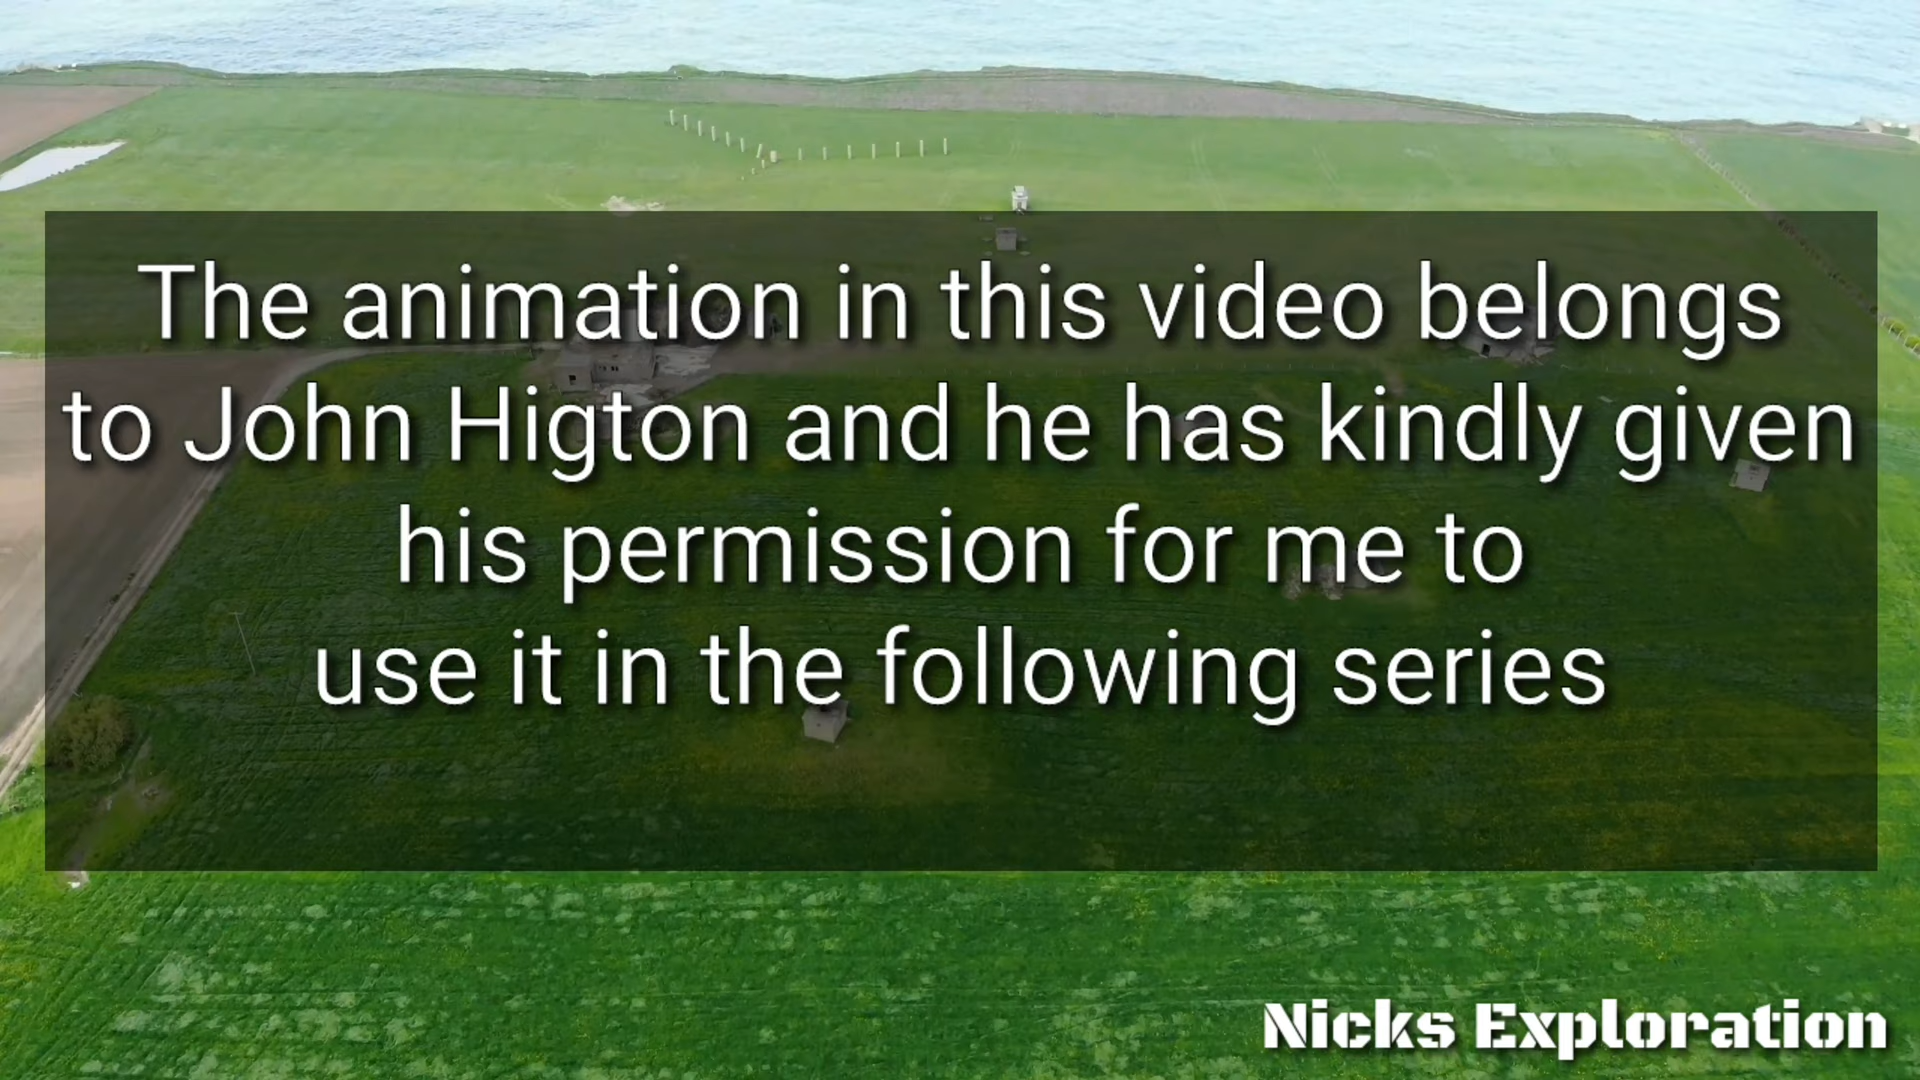 The animation in this video belongs
to John Higton and he has kindly given
his permission for me to
use it in the following series
Nicks Exploration